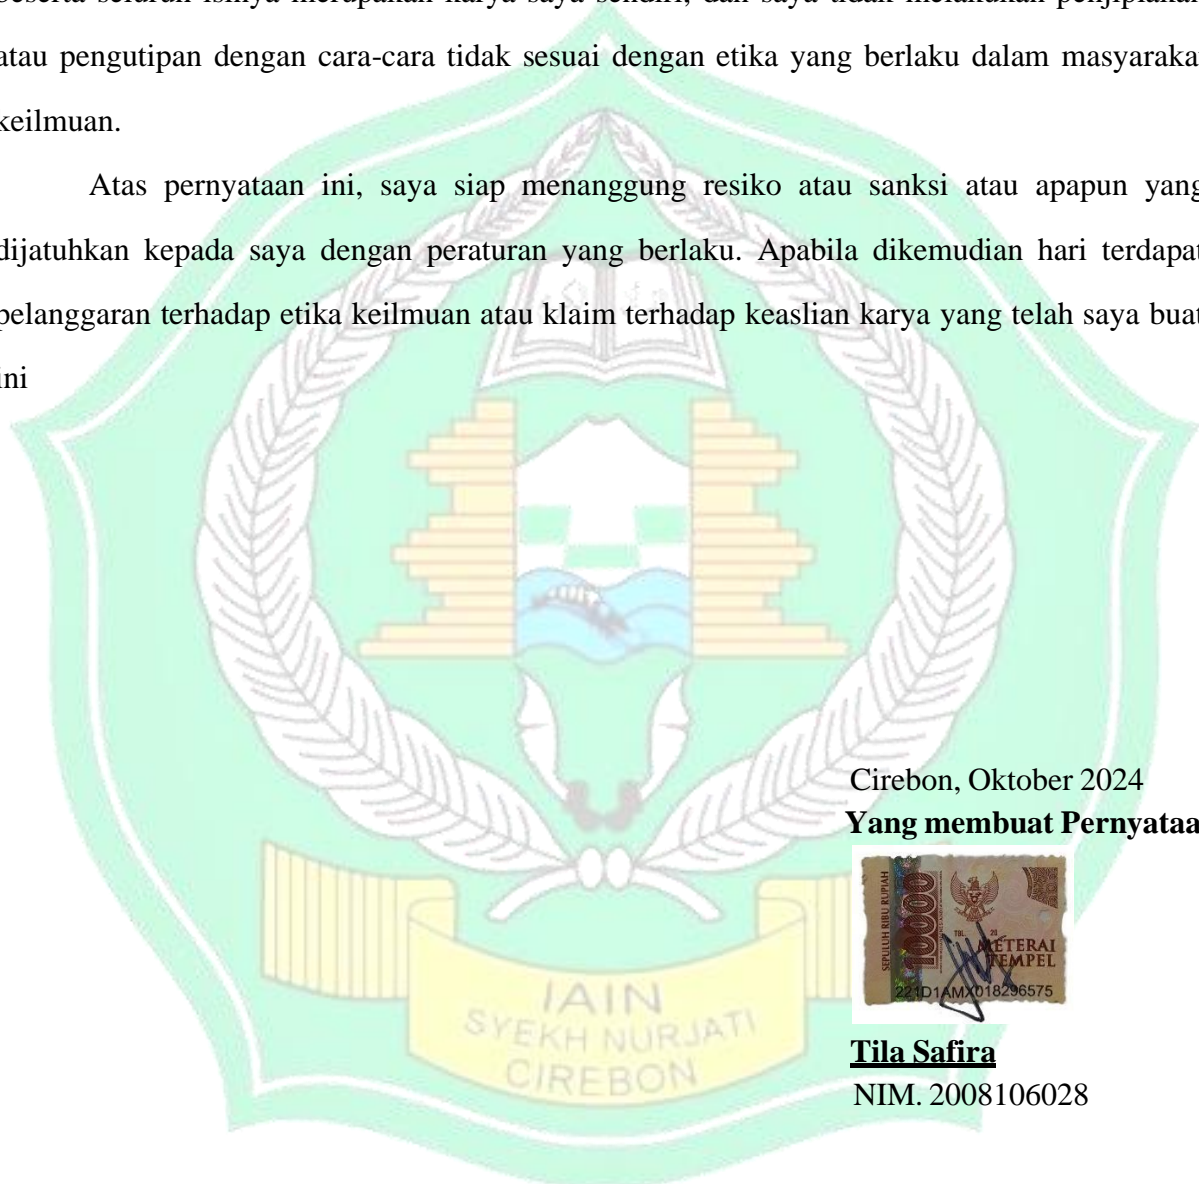 beserta seluruh isinya merupakan karya saya sendiri, dan saya tidak melakukan penjiplakan
atau pengutipan dengan cara-cara tidak sesuai dengan etika yang berlaku dalam masyaraka
keilmuan.
Atas pernyataan ini, saya siap menanggung resiko atau sanksi atau apapun yang
dijatuhkan kepada saya dengan peraturan yang berlaku. Apabila dikemudian hari terdapat
pelanggaran terhadap etika keilmuan atau klaim terhadap keaslian karya yang telah saya buat
ini
Cirebon, Oktober 2024
Yang membuat Pernyataa
SEPULUH RIBU RUPIAH
10000
TGL. 20
METERAI
TEMPEL
221D1AMX018296575
Tila Safira
NIM. 2008106028
IAIN
SYEKH NURJATI
CIREBON